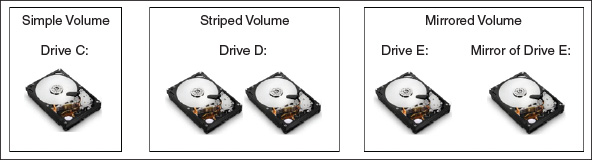 Simple Volume
Drive C:
Striped Volume
Drive D:
Mirrored Volume
Drive E:
Mirror of Drive E: